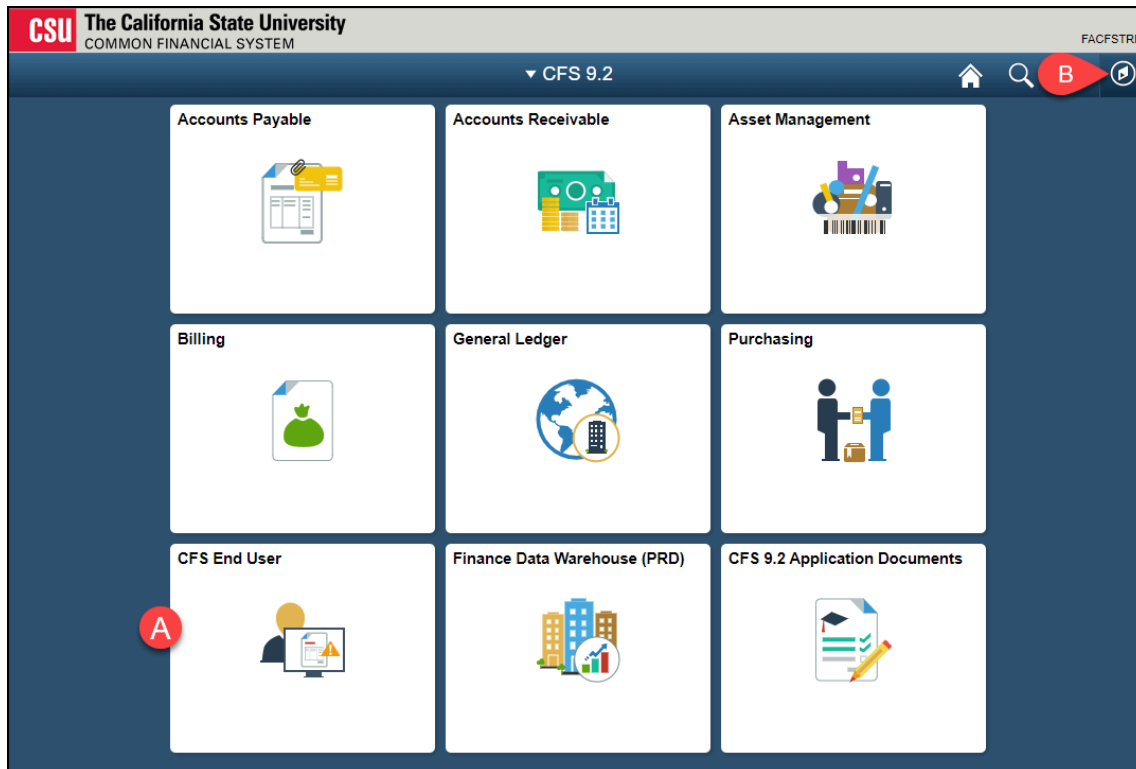 CSU The California State University
COMMON FINANCIAL SYSTEM
FACFSTR
CFS 9.2
B
Accounts Payable
Accounts Receivable
Asset Management
Billing
General Ledger
Purchasing
CFS End User
Finance Data Warehouse (PRD)
CFS 9.2 Application Documents
A